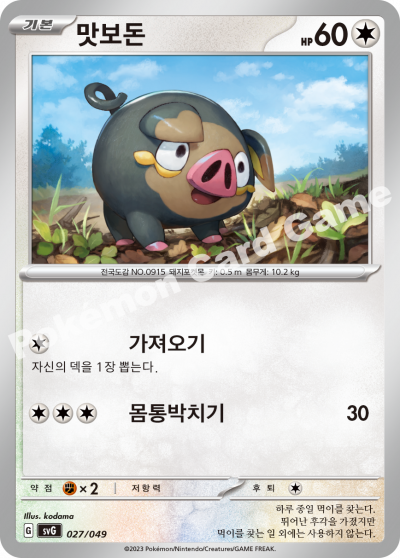 기본 맛보돈 HP 60
전국도감 NO.0915 돼지포켓몬 키: 0.5 m 몸무게: 10.2 kg
가져오기
자신의 덱을 1장 뽑는다.
몸통박치기 30
약점 ×2 저항력 후퇴
Illus. kodama
G svG 027/049
하루 종일 먹이를 찾는다.
뛰어난 후각을 가졌지만
먹이를 찾는 일 외에는 사용하지 않는다.
©2023 Pokémon/Nintendo/Creatures/GAME FREAK.
Pokémon Card Game